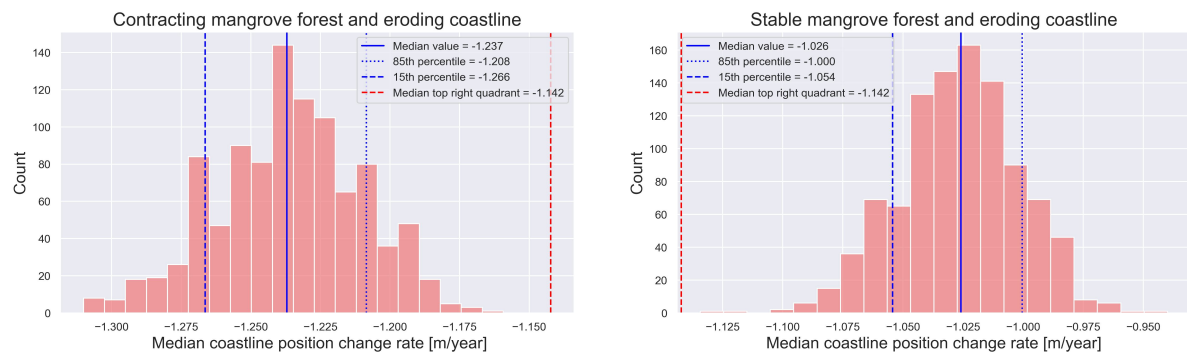 Contracting mangrove forest and eroding coastline
Median value = -1.237
85th percentile = -1.208
15th percentile = -1.266
Median top right quadrant = -1.142
Count
140
120
100
80
60
40
20
0
−1.300
−1.275
−1.250
−1.225
−1.200
−1.175
−1.150
Median coastline position change rate [m/year]
Stable mangrove forest and eroding coastline
Median value = -1.026
85th percentile = -1.000
15th percentile = -1.054
Median top right quadrant = -1.142
Count
160
140
120
100
80
60
40
20
0
−1.125
−1.100
−1.075
−1.050
−1.025
−1.000
−0.975
−0.950
Median coastline position change rate [m/year]